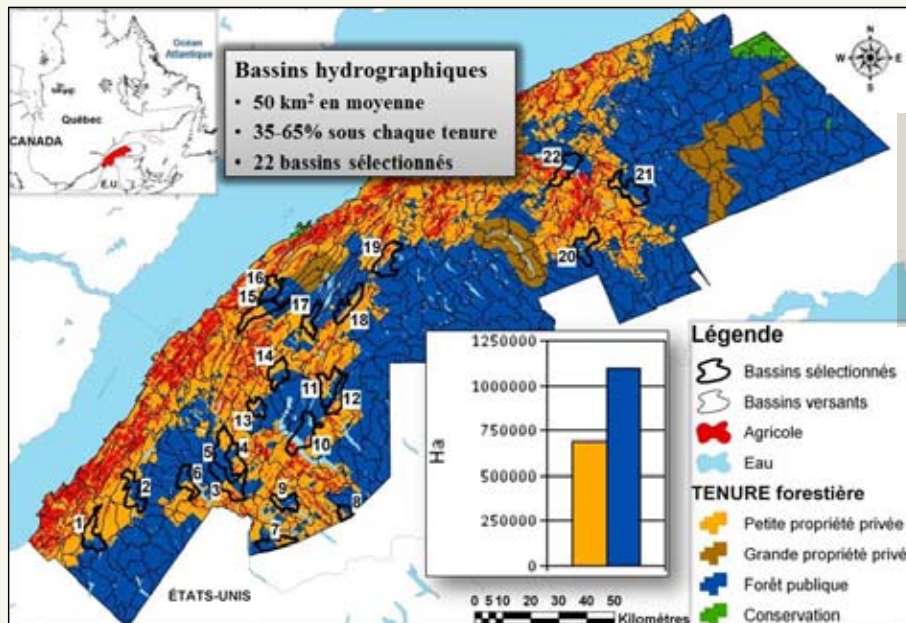 Océan
Atlantique
Québec
CANADA
E.U.
Bassins hydrographiques
• 50 km² en moyenne
• 35-65% sous chaque tenure
• 22 bassins sélectionnés
N
W
E
S
22
21
20
19
16
15
17
18
14
11
12
13
10
5
4
6
3
2
9
8
1
7
1250000
1000000
750000
500000
250000
0
Ha
Légende
Bassins sélectionnés
Bassins versants
Agricole
Eau
TENURE forestière
Petite propriété privée
Grande propriété privé
Forêt publique
Conservation
ÉTATS-UNIS
0 5 10 20 30 40 50
Kilomètres